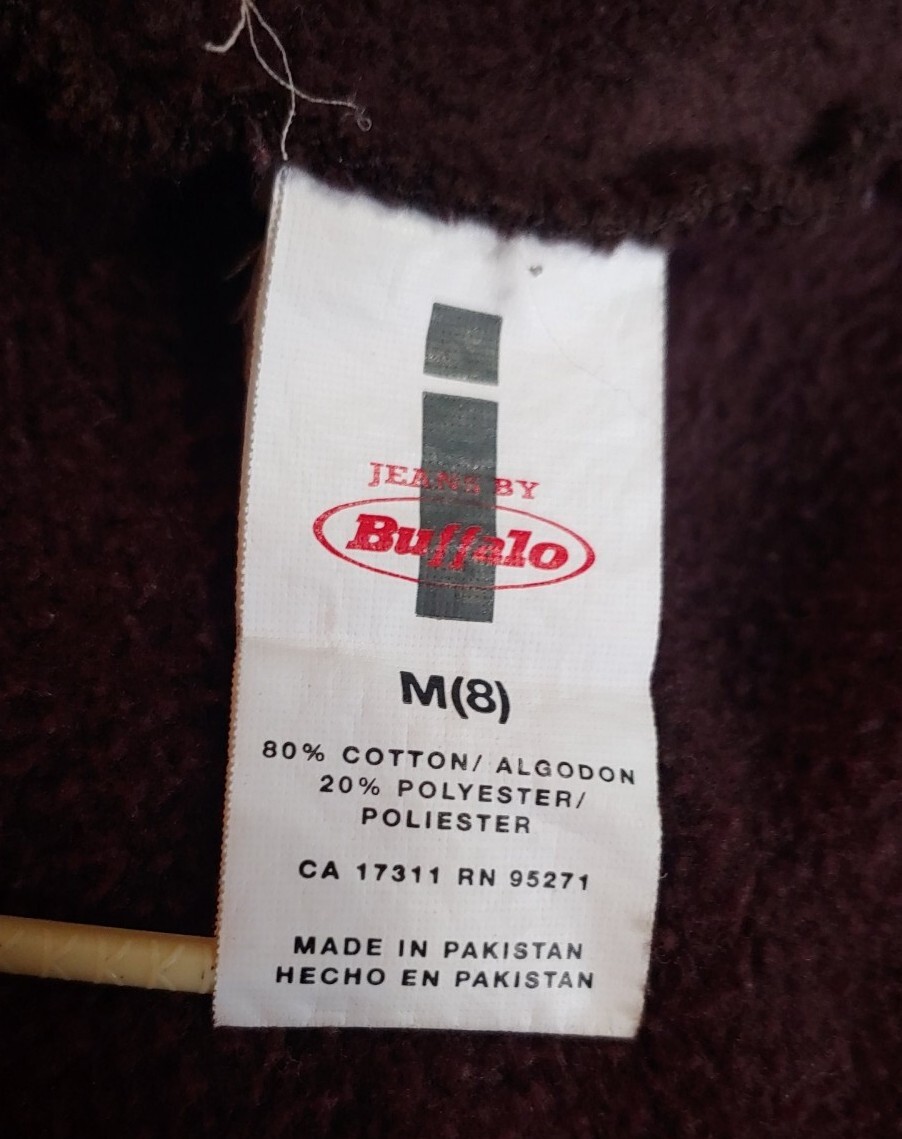 i
JEANS BY
Buffalo
M(8)
80% COTTON/ ALGODON
20% POLYESTER/
POLIESTER
CA 17311 RN 95271
MADE IN PAKISTAN
HECHO EN PAKISTAN